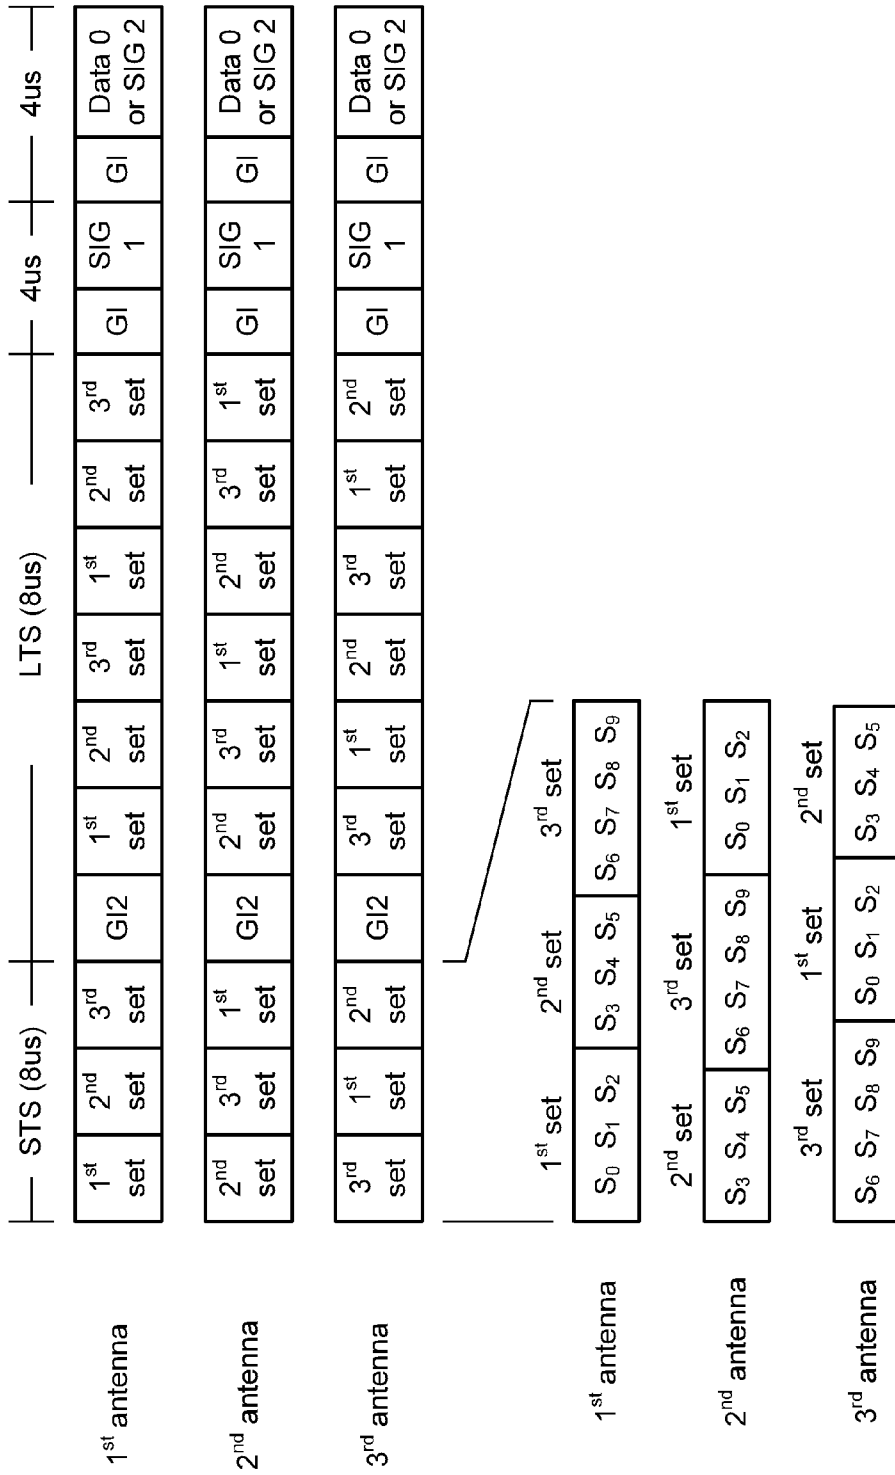 STS (8us) LTS (8us) 4us 4us
1st antenna
1st set 2nd set 3rd set GI2 1st set 2nd set 3rd set 1st set 2nd set 3rd set GI SIG 1 GI Data 0 or SIG 2
2nd antenna
2nd set 3rd set 1st set GI2 2nd set 3rd set 1st set 2nd set 3rd set 1st set GI SIG 1 GI Data 0 or SIG 2
3rd antenna
3rd set 1st set 2nd set GI2 3rd set 1st set 2nd set 3rd set 1st set 2nd set GI SIG 1 GI Data 0 or SIG 2
1st set 2nd set 3rd set
1st antenna
S0 S1 S2 S3 S4 S5 S6 S7 S8 S9
2nd set 3rd set 1st set
2nd antenna
S3 S4 S5 S6 S7 S8 S9 S0 S1 S2
3rd set 1st set 2nd set
3rd antenna
S6 S7 S8 S9 S0 S1 S2 S3 S4 S5